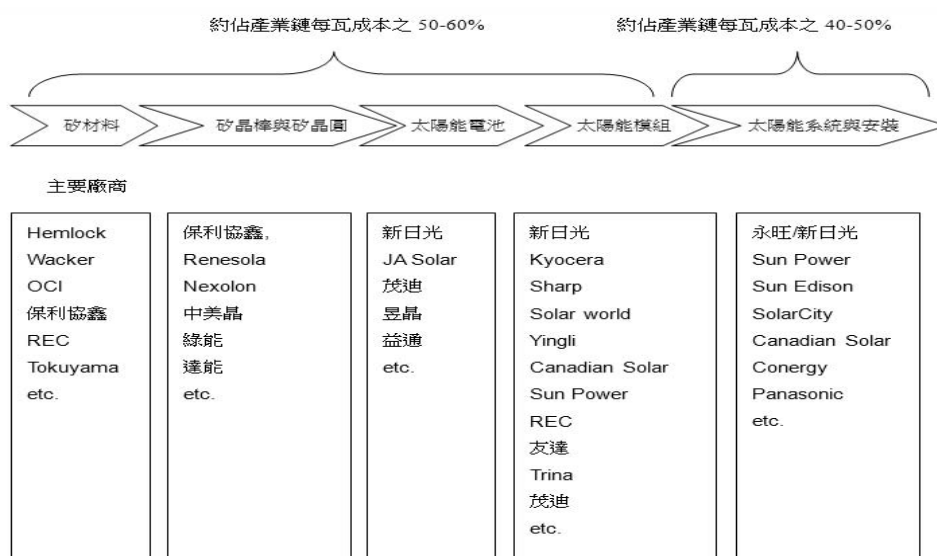 約佔產業鏈每瓦成本之 50-60%
約佔產業鏈每瓦成本之 40-50%
矽材料
矽晶棒與矽晶圓
太陽能電池
太陽能模組
太陽能系統與安裝
主要廠商
Hemlock
Wacker
OCI
保利協鑫
REC
Tokuyama
etc.
保利協鑫,
Renesola
Nexolon
中美晶
綠能
達能
etc.
新日光
JA Solar
茂迪
昱晶
益通
etc.
新日光
Kyocera
Sharp
Solar world
Yingli
Canadian Solar
Sun Power
REC
友達
Trina
茂迪
etc.
永旺/新日光
Sun Power
Sun Edison
SolarCity
Canadian Solar
Conergy
Panasonic
etc.